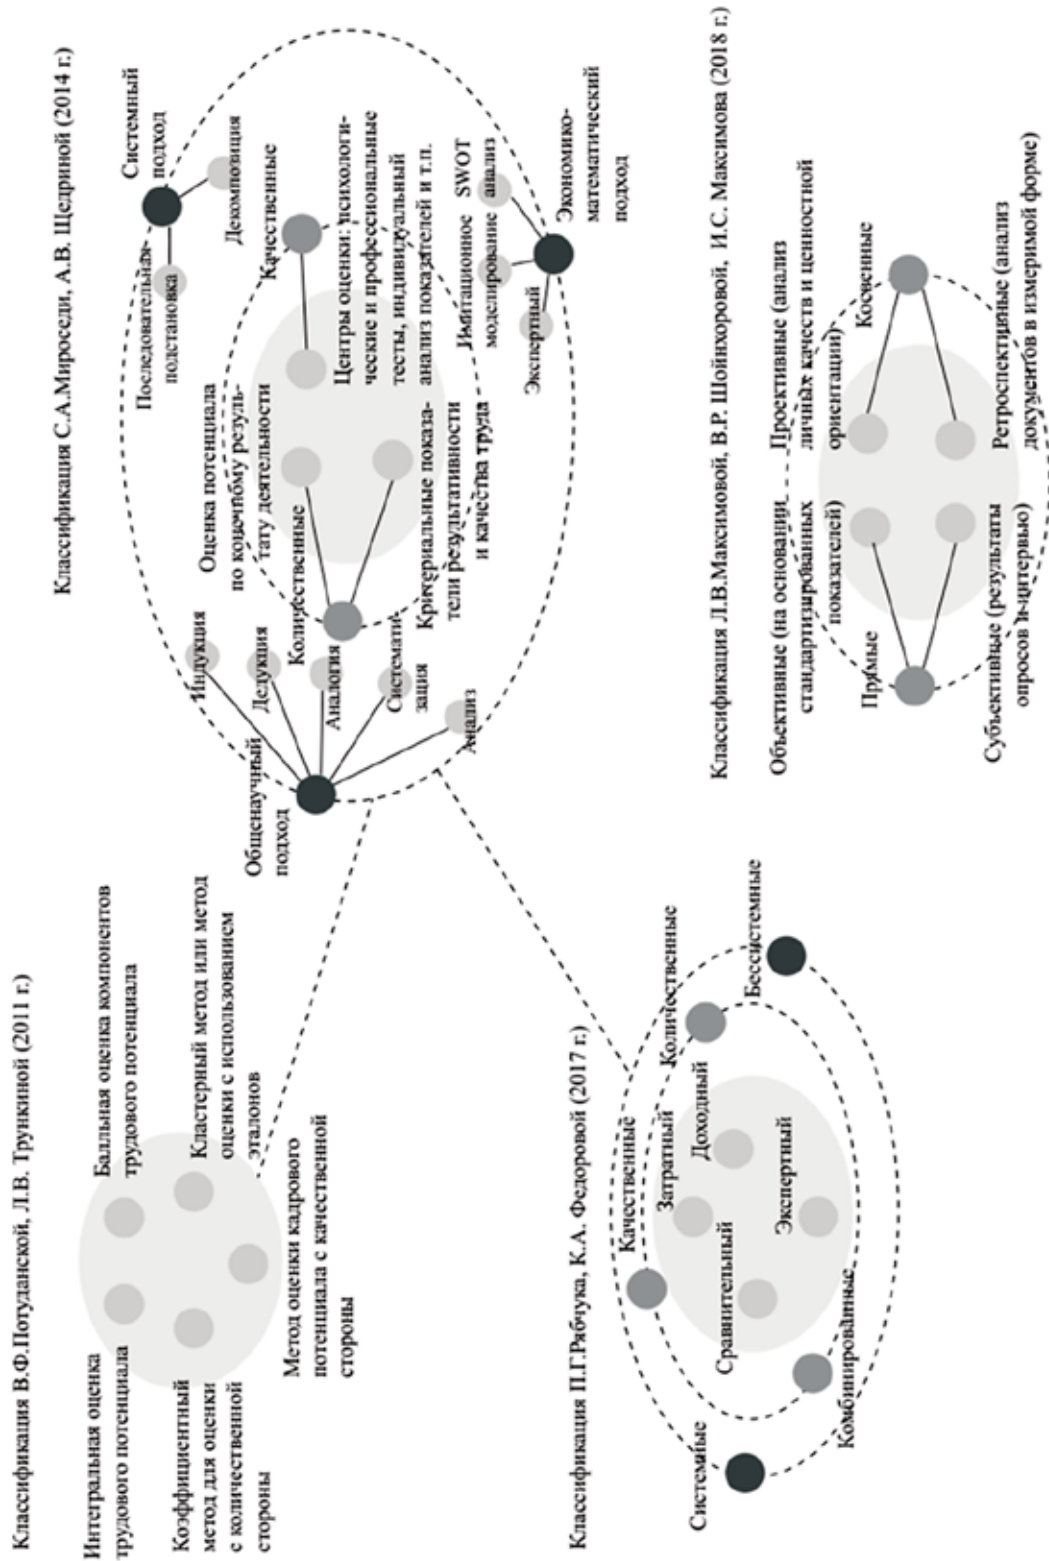 Классификация В.Ф.Потуданской, Л.В. Трункиной (2011 г.)
Интегральная оценка
трудового потенциала
Балльная оценка компонентов
трудового потенциала
Коэффициентный
метод для оценки
с количественной
стороны
Кластерный метод или метод
оценки с использованием
эталонов
Метод оценки кадрового
потенциала с качественной
стороны
Классификация С.А.Мироседи, А.В. Щедриной (2014 г.)
Системный
подход
Последовательная
подстановка
Декомпозиция
Качественные
Центры оценки: психологи-
ческие и профессиональные
тесты, индивидуальный
анализ показателей и т.п.
Оценка потенциала
по конечному резуль-
тату деятельности
Количественные
Критериальные показа-
тели результативности
и качества труда
Общенаучный
подход
Индукция
Дедукция
Аналогия
Системати
зация
Анализ
Имитационное
моделирование
SWOT
анализ
Экспертный
Экономико-
математический
подход
Классификация П.Г.Рябчука, К.А. Федоровой (2017 г.)
Системные
Качественные
Количественные
Бессистемные
Затратный
Доходный
Сравнительный
Экспертный
Комбинированные
Классификация Л.В.Максимовой, В.Р. Шойнхоровой, И.С. Максимова (2018 г.)
Объективные (на основании
стандартизированных
показателей)
Проективные (анализ
личных качеств и ценностной
ориентации)
Прямые
Косвенные
Субъективные (результаты
опросов и интервью)
Ретроспективные (анализ
документов в измеримой форме)